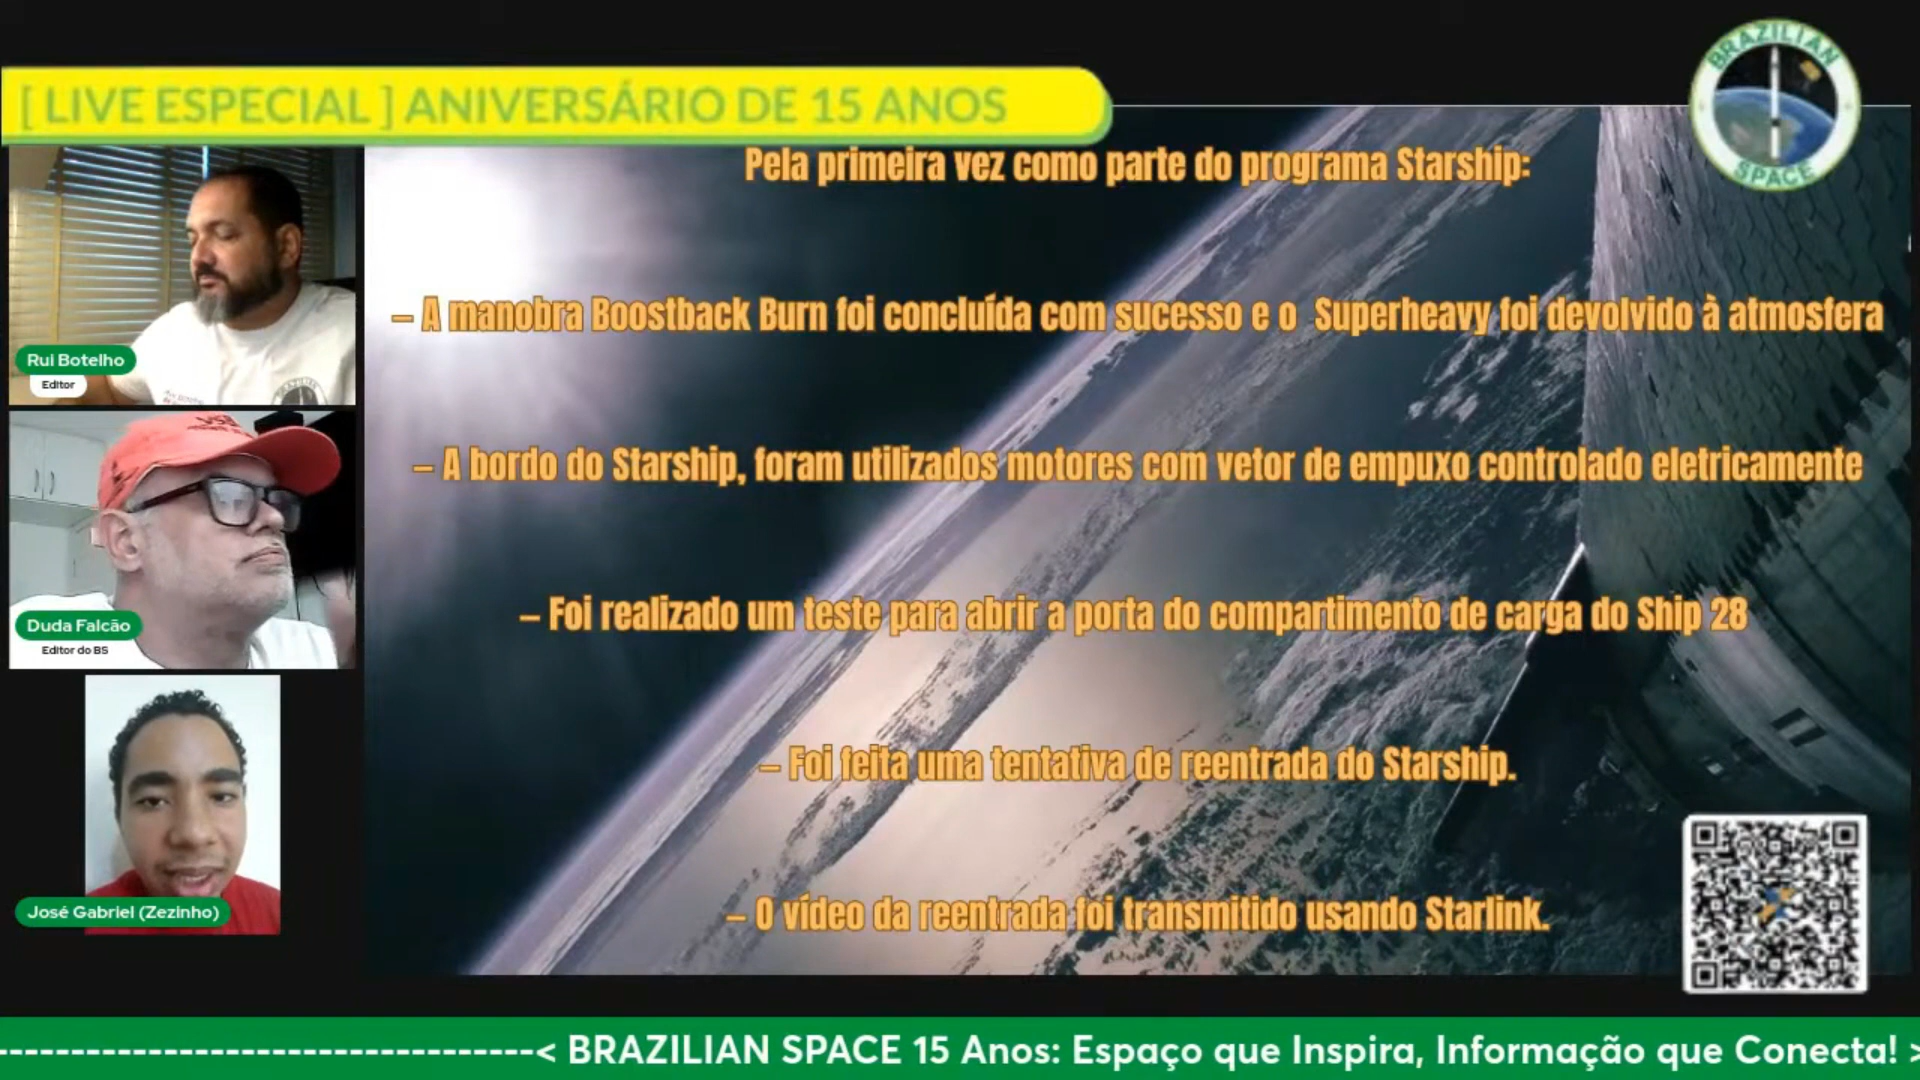 [ LIVE ESPECIAL ] ANIVERSÁRIO DE 15 ANOS
BRAZILIAN
SPACE
Pela primeira vez como parte do programa Starship:
– A manobra Boostback Burn foi concluída com sucesso e o Superheavy foi devolvido à atmosfera
– A bordo do Starship, foram utilizados motores com vetor de empuxo controlado eletricamente
– Foi realizado um teste para abrir a porta do compartimento de carga do Ship 28
– Foi feita uma tentativa de reentrada do Starship.
– O vídeo da reentrada foi transmitido usando Starlink.
Rui Botelho
Editor
Duda Falcão
Editor do BS
José Gabriel (Zezinho)
----------------------------------< BRAZILIAN SPACE 15 Anos: Espaço que Inspira, Informação que Conecta! >